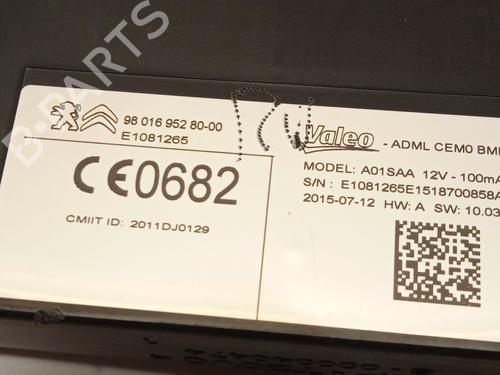 98 016 952 80-00
E1081265
CE0682
CMIIT ID: 2011DJ0129
Valeo - ADML CEM0 BM
MODEL: A01SAA 12V - 100mA
S/N : E1081265E1518700858A
2015-07-12 HW: A SW: 10.03
B-PARTS